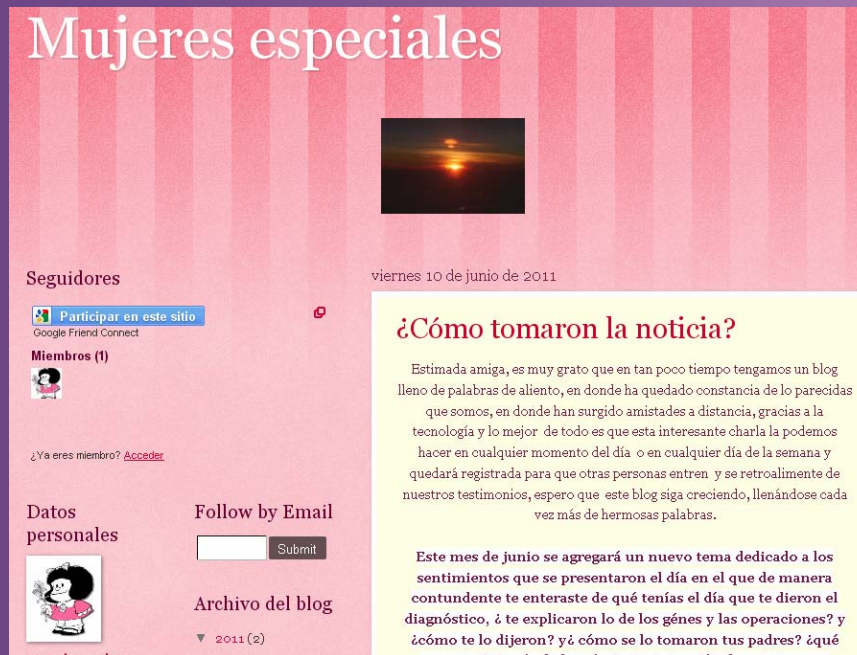 Mujeres especiales
Seguidores
Participar en este sitio
Google Friend Connect
Miembros (1)
¿Ya eres miembro? Acceder
Datos
personales
Follow by Email
Submit
Archivo del blog
▼ 2011 (2)
viernes 10 de junio de 2011
¿Cómo tomaron la noticia?
Estimada amiga, es muy grato que en tan poco tiempo tengamos un blog
lleno de palabras de aliento, en donde ha quedado constancia de lo parecidas
que somos, en donde han surgido amistades a distancia, gracias a la
tecnología y lo mejor de todo es que esta interesante charla la podemos
hacer en cualquier momento del día o en cualquier día de la semana y
quedará registrada para que otras personas entren y se retroalimente de
nuestros testimonios, espero que este blog siga creciendo, llenándose cada
vez más de hermosas palabras.
Este mes de junio se agregará un nuevo tema dedicado a los
sentimientos que se presentaron el día en el que de manera
contundente te enteraste de qué tenías el día que te dieron el
diagnóstico, ¿ te explicaron lo de los génes y las operaciones? y
¿cómo te lo dijeron? y¿ cómo se lo tomaron tus padres? ¿qué